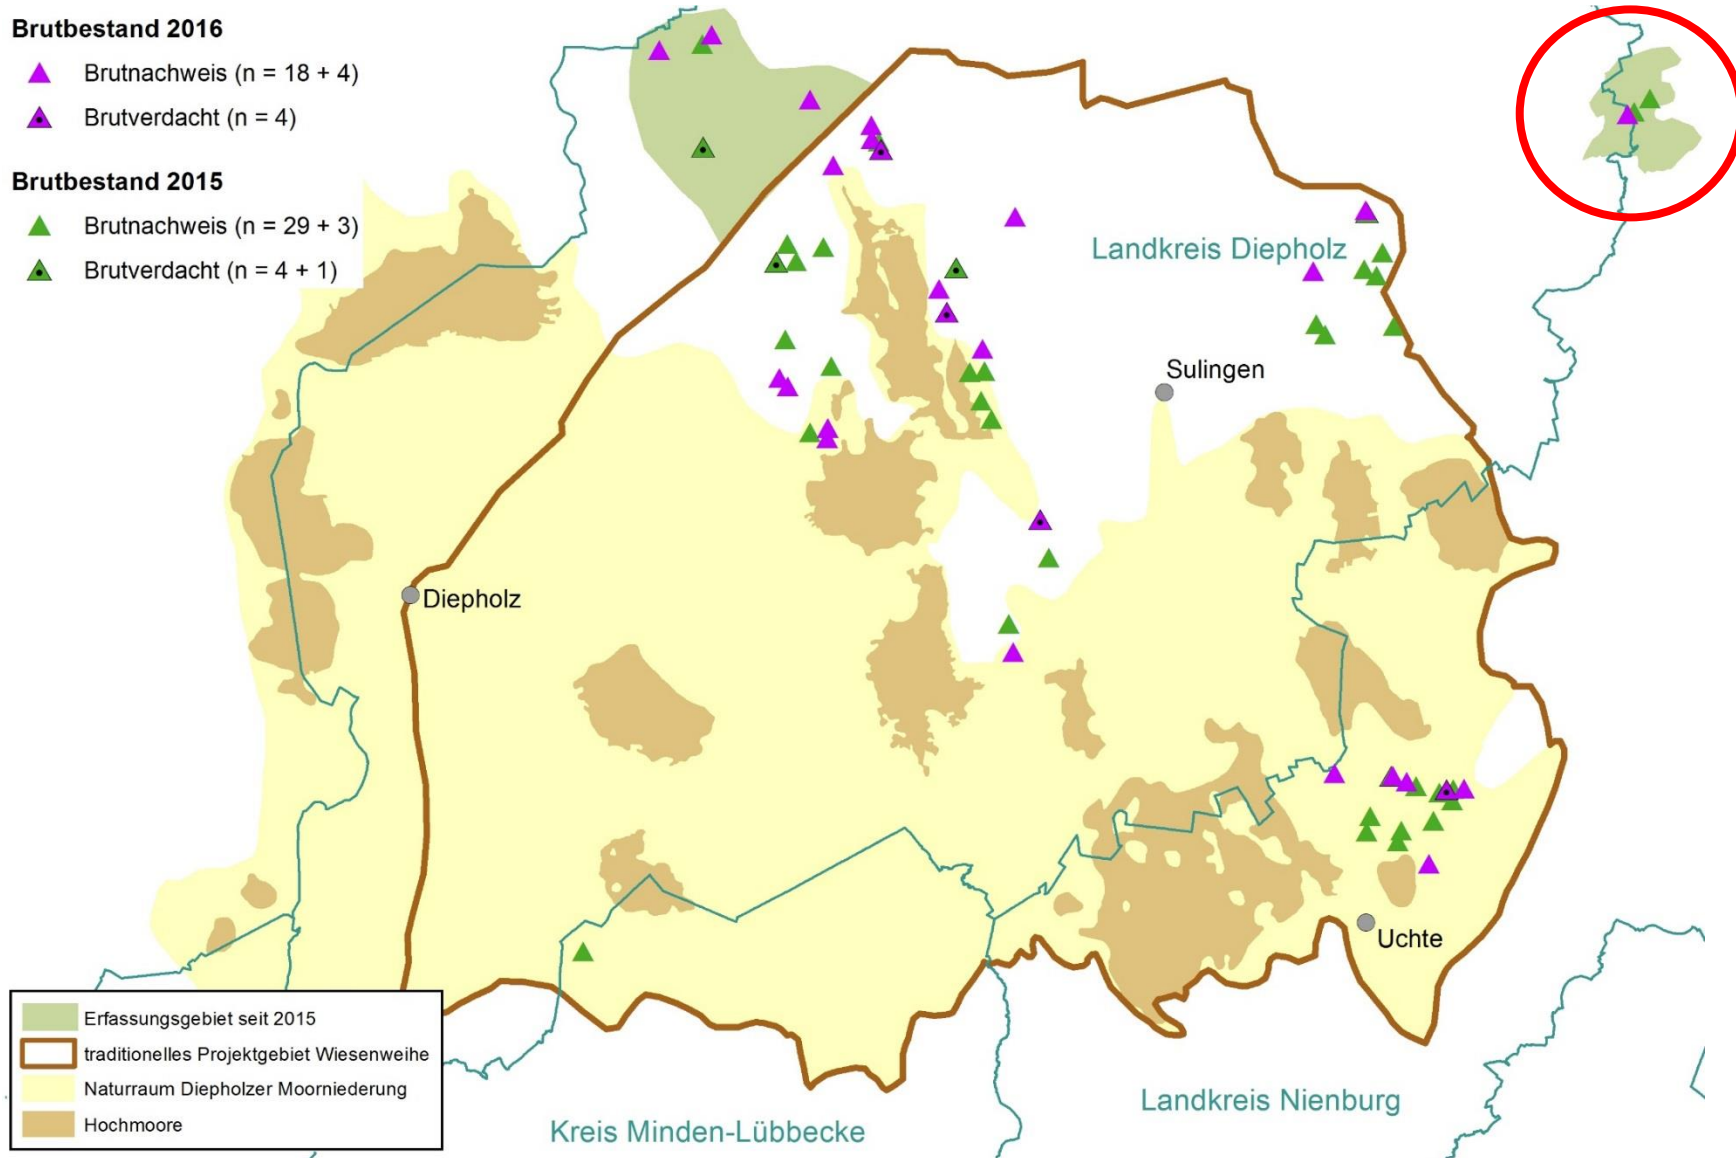 Brutbestand 2016
Brutnachweis (n = 18 + 4)
Brutverdacht (n = 4)
Brutbestand 2015
Brutnachweis (n = 29 + 3)
Brutverdacht (n = 4 + 1)
Landkreis Diepholz
Sulingen
Diepholz
Uchte
Erfassungsgebiet seit 2015
traditionelles Projektgebiet Wiesenweihe
Naturraum Diepholzer Moorniederung
Hochmoore
Kreis Minden-Lübbecke
Landkreis Nienburg